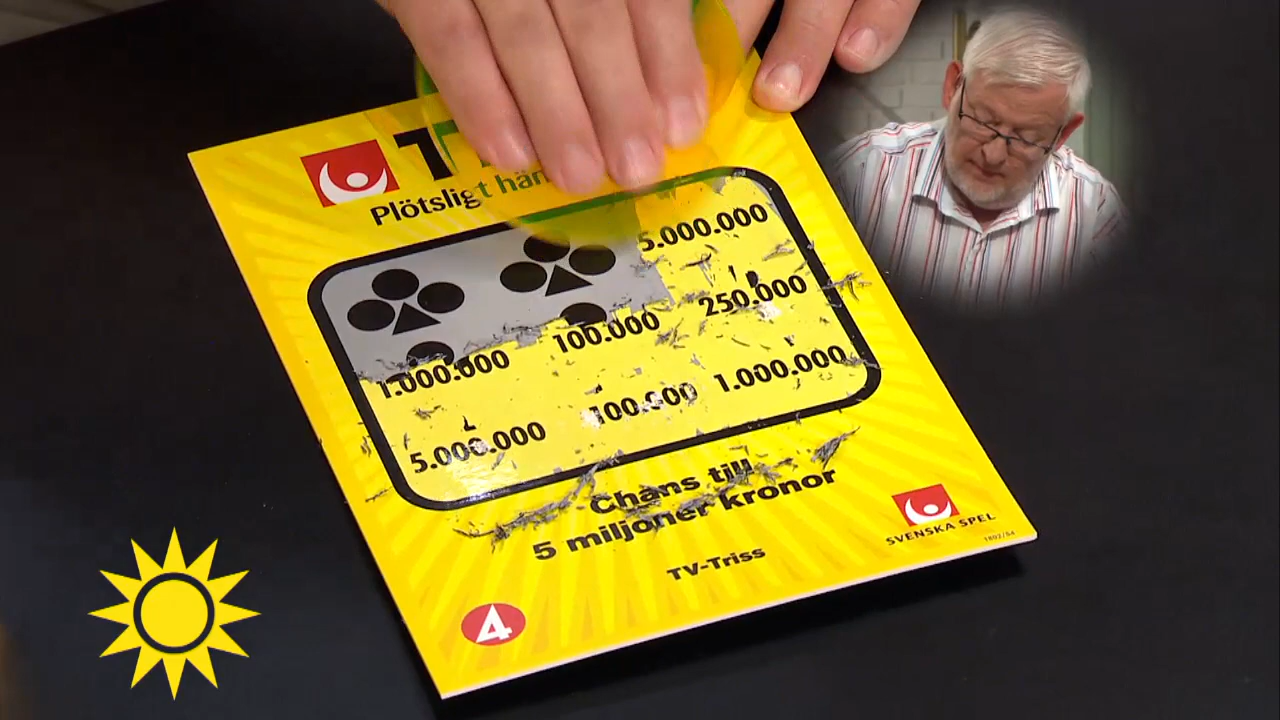 Plötsligt hän
5.000.000
1.000.000 100.000 250.000
5.000.000 100.000 1.000.000
Chans till
5 miljoner kronor
TV-Triss
SVENSKA SPEL
4